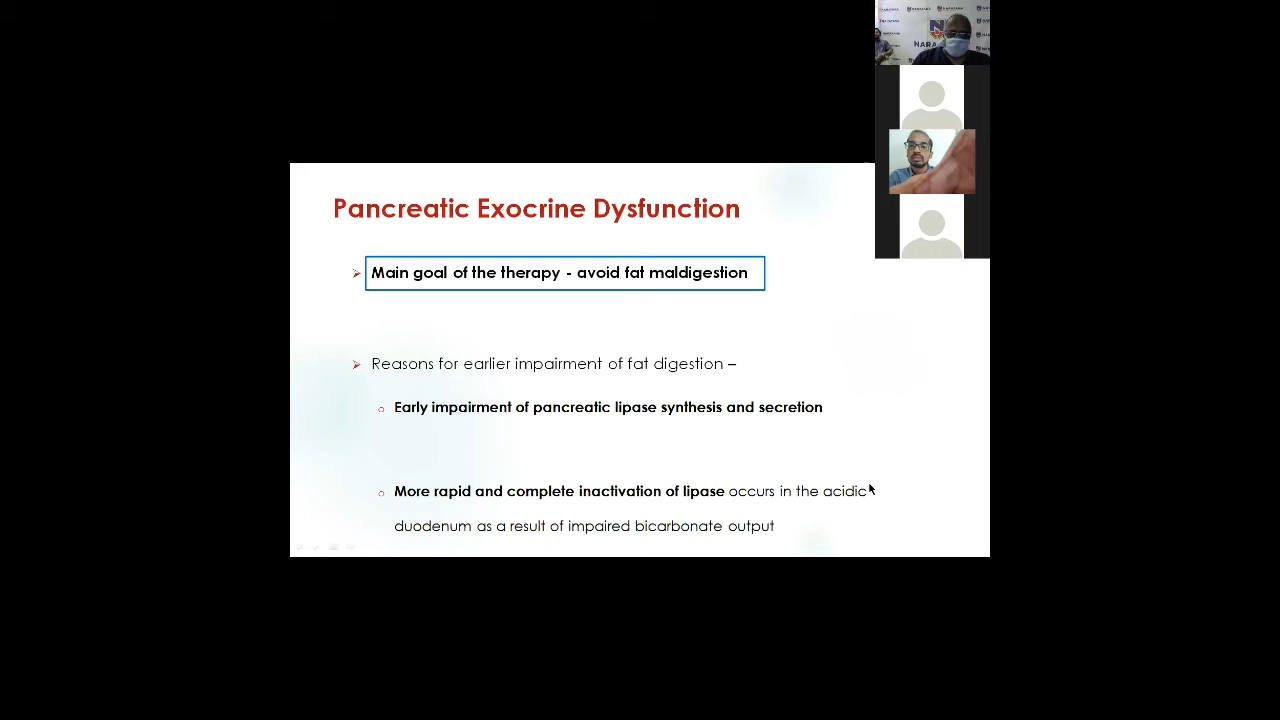 Pancreatic Exocrine Dysfunction
Main goal of the therapy - avoid fat maldigestion
Reasons for earlier impairment of fat digestion –
Early impairment of pancreatic lipase synthesis and secretion
More rapid and complete inactivation of lipase occurs in the acidic
duodenum as a result of impaired bicarbonate output